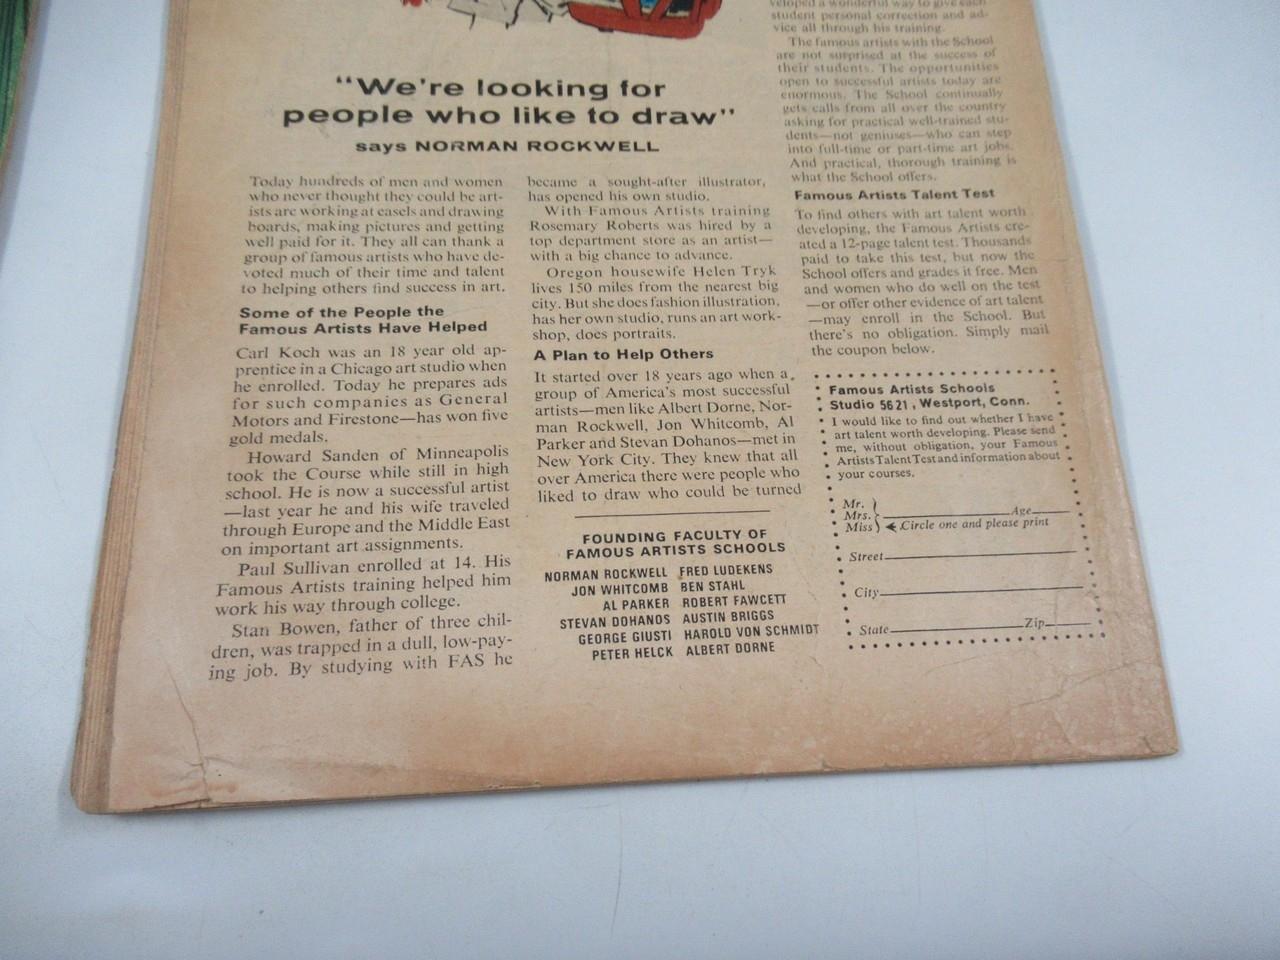 "We're looking for
people who like to draw"
says NORMAN ROCKWELL
Today hundreds of men and women
who never thought they could be art-
ists are working at easels and drawing
boards, making pictures and getting
well paid for it. They all can thank a
group of famous artists who have de-
voted much of their time and talent
to helping others find success in art.
Some of the People the
Famous Artists Have Helped
Carl Koch was an 18 year old ap-
prentice in a Chicago art studio when
he enrolled. Today he prepares ads
for such companies as General
Motors and Firestone—has won five
gold medals.
Howard Sanden of Minneapolis
took the Course while still in high
school. He is now a successful artist
—last year he and his wife traveled
through Europe and the Middle East
on important art assignments.
Paul Sullivan enrolled at 14. His
Famous Artists training helped him
work his way through college.
Stan Bowen, father of three chil-
dren, was trapped in a dull, low-pay-
ing job. By studying with FAS he
became a sought-after illustrator,
has opened his own studio.
With Famous Artists training
Rosemary Roberts was hired by a
top department store as an artist—
with a big chance to advance.
Oregon housewife Helen Tryk
lives 150 miles from the nearest big
city. But she does fashion illustration,
has her own studio, runs an art work-
shop, does portraits.
A Plan to Help Others
It started over 18 years ago when a
group of America's most successful
artists—men like Albert Dorne, Nor-
man Rockwell, Jon Whitcomb, Al
Parker and Stevan Dohanos—met in
New York City. They knew that all
over America there were people who
liked to draw who could be turned
FOUNDING FACULTY OF
FAMOUS ARTISTS SCHOOLS
NORMAN ROCKWELL FRED LUDEKENS
JON WHITCOMB BEN STAHL
AL PARKER ROBERT FAWCETT
STEVAN DOHANOS AUSTIN BRIGGS
GEORGE GIUSTI HAROLD VON SCHMIDT
PETER HELCK ALBERT DORNE
veloped a wonderful way to give each
student personal correction and ad-
vice all through his training.
The famous artists with the School
are not surprised at the success of
their students. The opportunities
open to successful artists today are
enormous. The School continually
gets calls from all over the country
asking for practical well-trained stu-
dents—not geniuses—who can step
into full-time or part-time art jobs.
And practical, thorough training is
what the School offers.
Famous Artists Talent Test
To find others with art talent worth
developing, the Famous Artists cre-
ated a 12-page talent test. Thousands
paid to take this test, but now the
School offers and grades it free. Men
and women who do well on the test
—or offer other evidence of art talent
—may enroll in the School. But
there's no obligation. Simply mail
the coupon below.
Famous Artists Schools
Studio 5621, Westport, Conn.
I would like to find out whether I have
art talent worth developing. Please send
me, without obligation, your Famous
Artists Talent Test and information about
your courses.
Mr.
Mrs. Age
Miss Circle one and please print
Street
City
State Zip